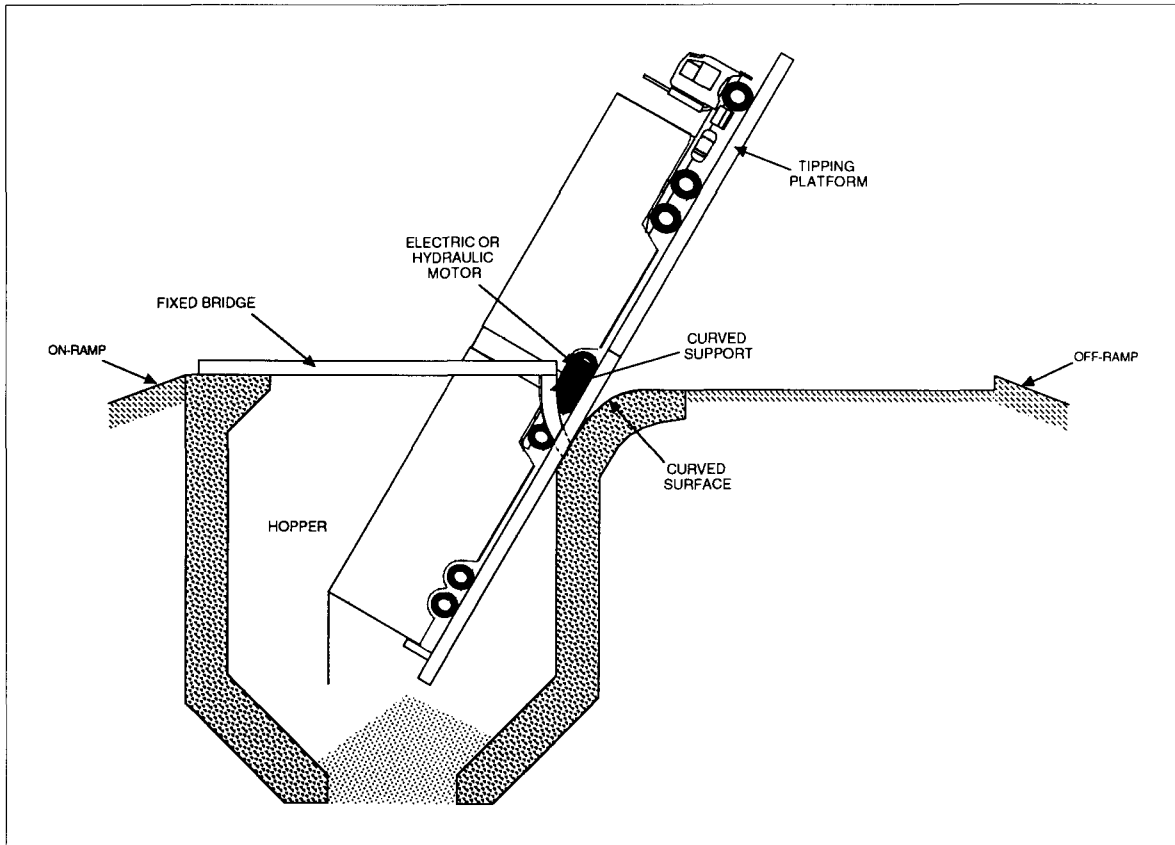 TIPPING
PLATFORM
ELECTRIC OR
HYDRAULIC
MOTOR
FIXED BRIDGE
CURVED
SUPPORT
ON-RAMP
OFF-RAMP
CURVED
SURFACE
HOPPER